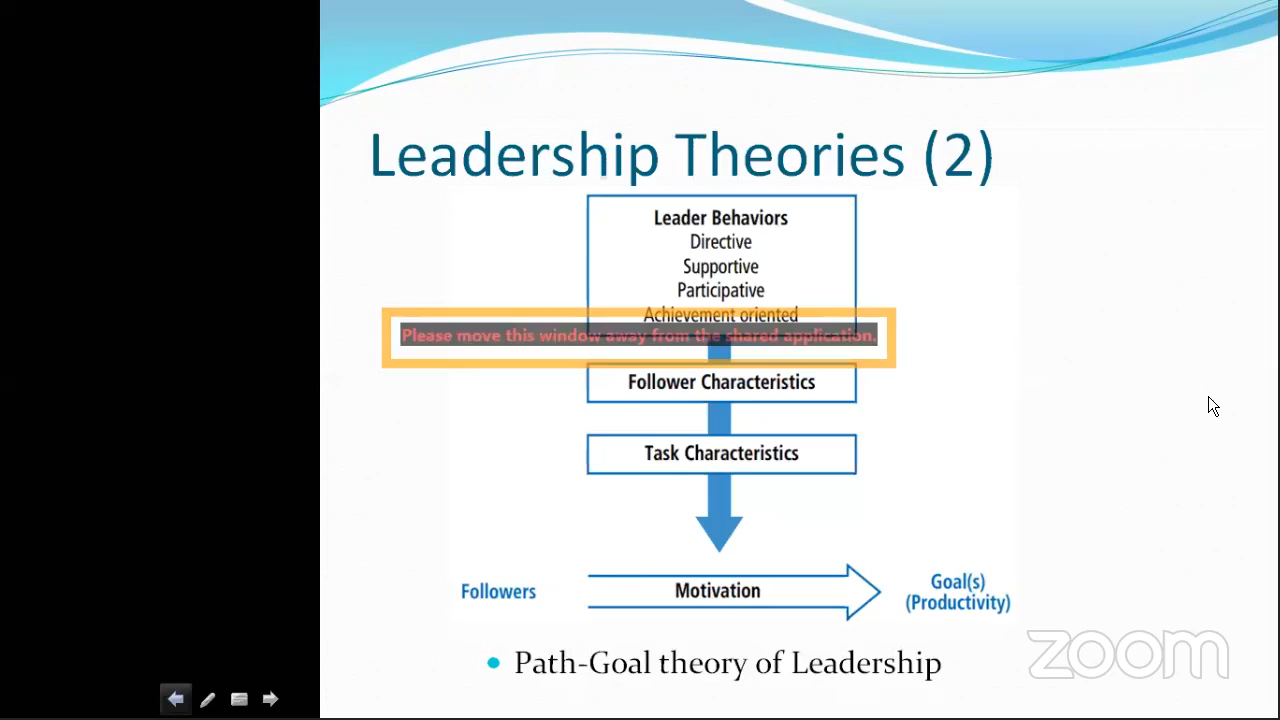 Leadership Theories (2)
Leader Behaviors
Directive
Supportive
Participative
Achievement oriented
Please move this window away from the shared application.
Follower Characteristics
Task Characteristics
Followers
Motivation
Goal(s)
(Productivity)
• Path-Goal theory of Leadership
zoom